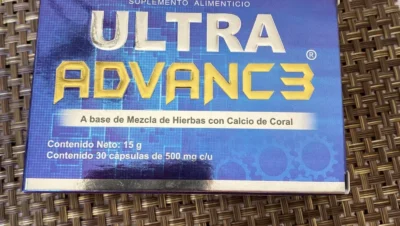 SUPLEMENTO ALIMENTICIO
ULTRA
ADVANC3®
A base de Mezcla de Hierbas con Calcio de Coral
Contenido Neto: 15 g
Contenido 30 cápsulas de 500 mg c/u